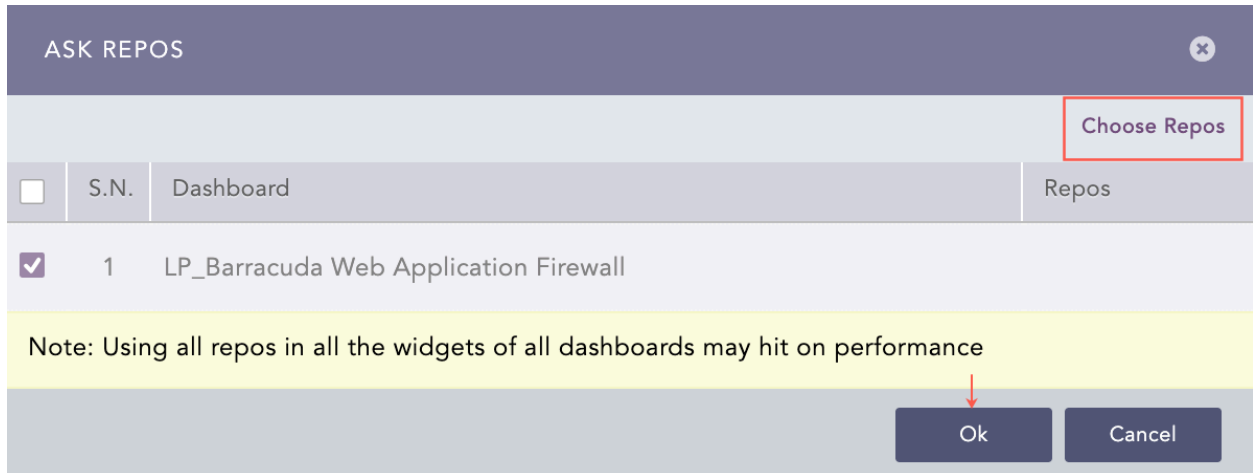 ASK REPOS
Choose Repos
S.N. Dashboard Repos
1 LP_Barracuda Web Application Firewall
Note: Using all repos in all the widgets of all dashboards may hit on performance
Ok Cancel